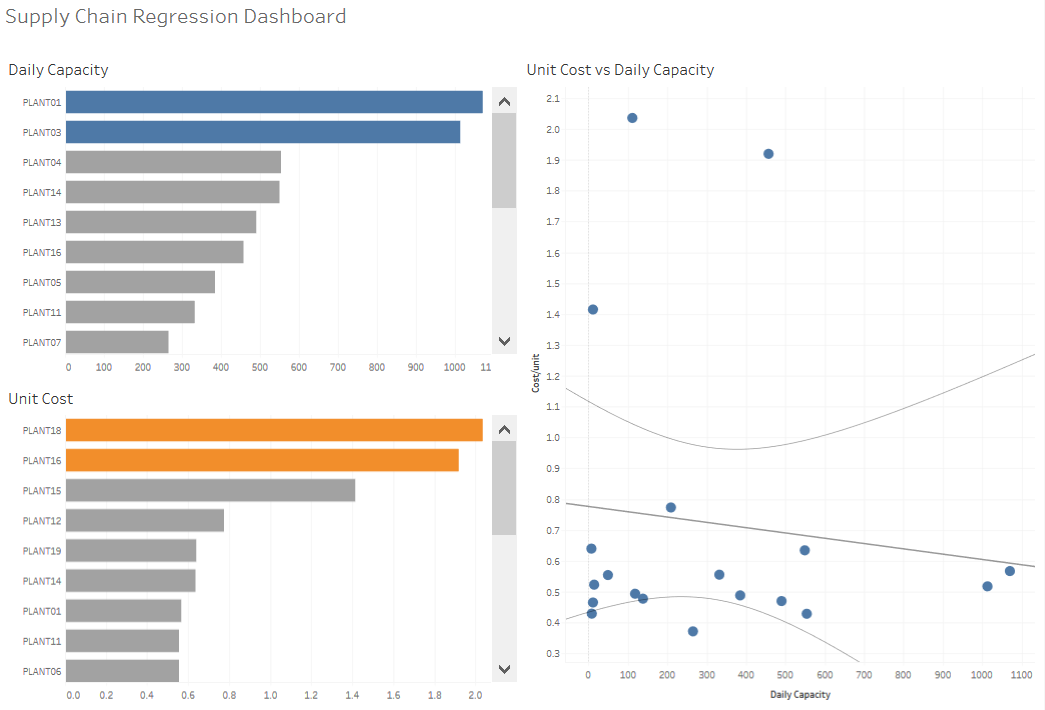 Supply Chain Regression Dashboard
Daily Capacity
PLANT01
PLANT03
PLANT04
PLANT14
PLANT13
PLANT16
PLANT05
PLANT11
PLANT07
0 100 200 300 400 500 600 700 800 900 1000 11
Unit Cost
PLANT18
PLANT16
PLANT15
PLANT12
PLANT19
PLANT14
PLANT01
PLANT11
PLANT06
0.0 0.2 0.4 0.6 0.8 1.0 1.2 1.4 1.6 1.8 2.0
Unit Cost vs Daily Capacity
2.1
2.0
1.9
1.8
1.7
1.6
1.5
1.4
1.3
1.2
1.1
1.0
0.9
0.8
0.7
0.6
0.5
0.4
0.3
Cost/unit
0 100 200 300 400 500 600 700 800 900 1000 1100
Daily Capacity